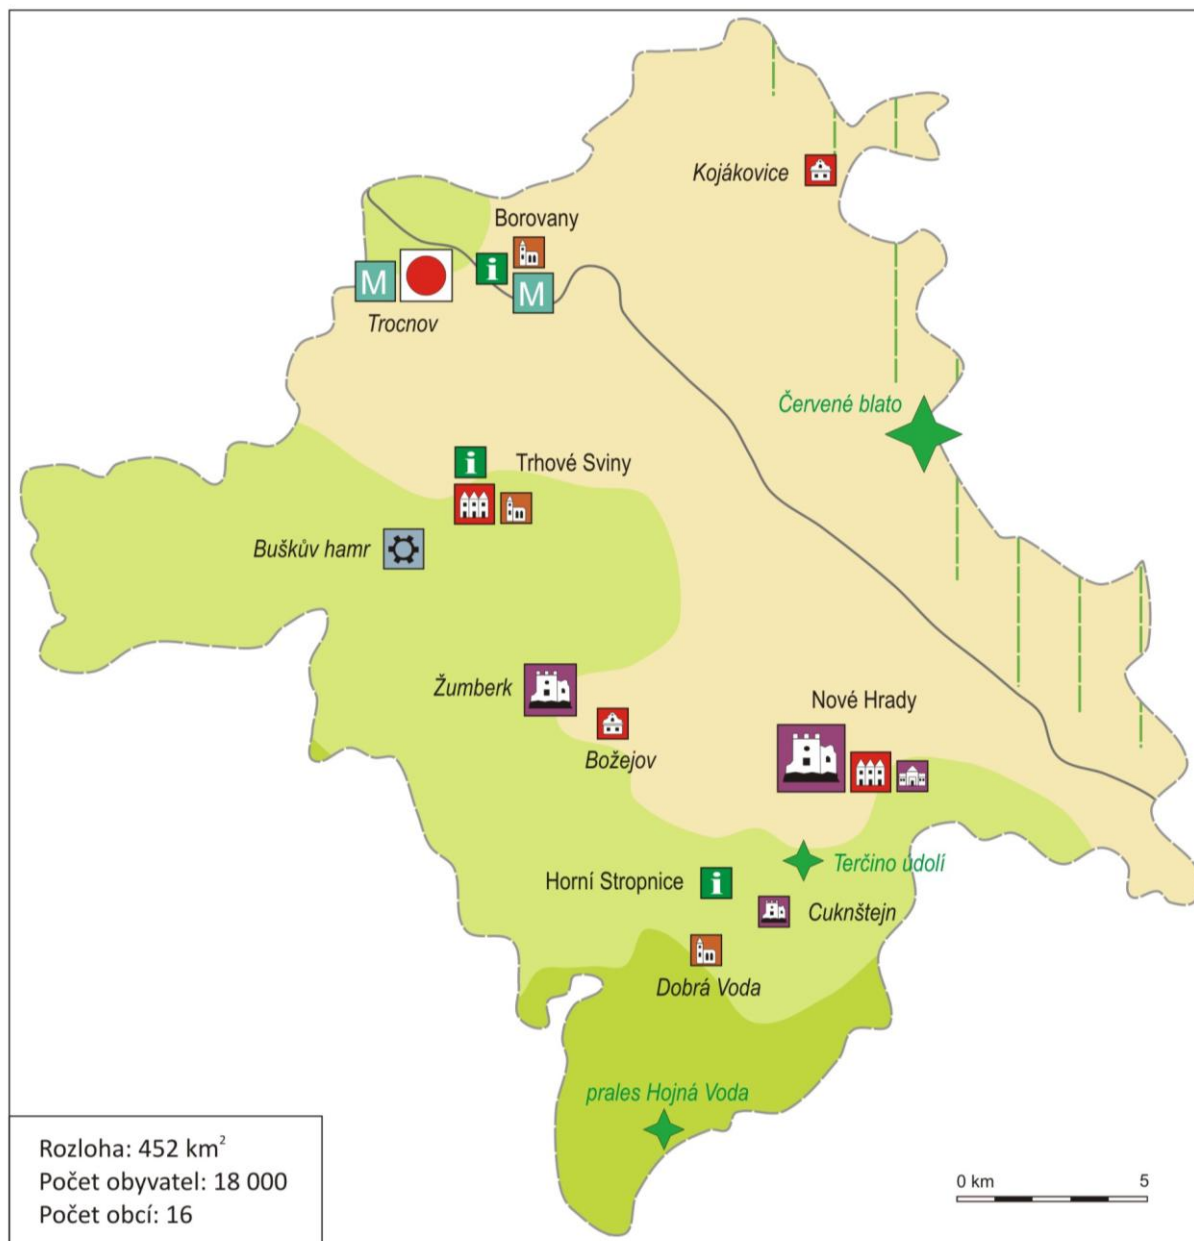 Kojákovice
Borovany
i
M
M
Trocnov
Červené blato
i
Trhové Sviny
Buškův hamr
Žumberk
Nové Hrady
Božejov
Terčino údolí
Horní Stropnice
i
Cuknštejn
Dobrá Voda
prales Hojná Voda
Rozloha: 452 km²
Počet obyvatel: 18 000
Počet obcí: 16
0 km 5